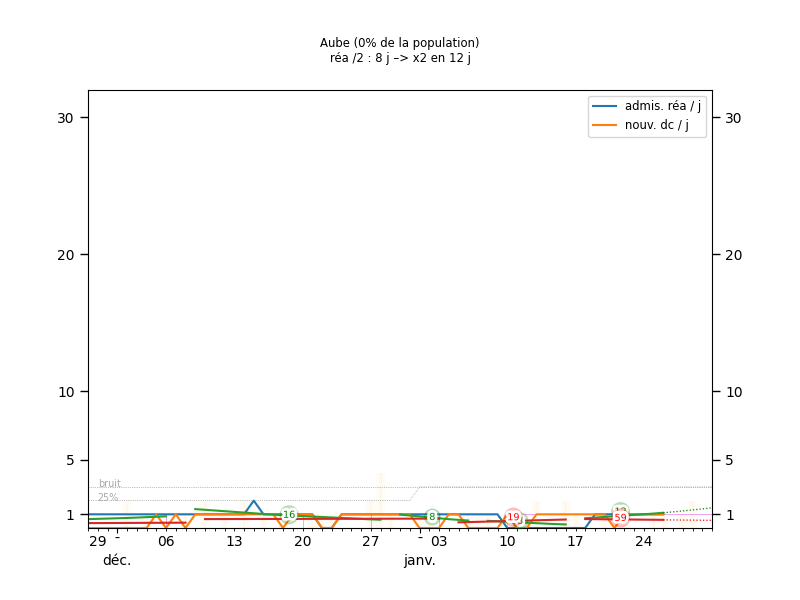 Aube (0% de la population)
réa /2 : 8 j –> x2 en 12 j
admis. réa / j
nouv. dc / j
30 30
20 20
10 10
5 5
bruit
25%
1 1
16 8 19 59
29 - 06 13 20 27 - 03 10 17 24
déc. janv.